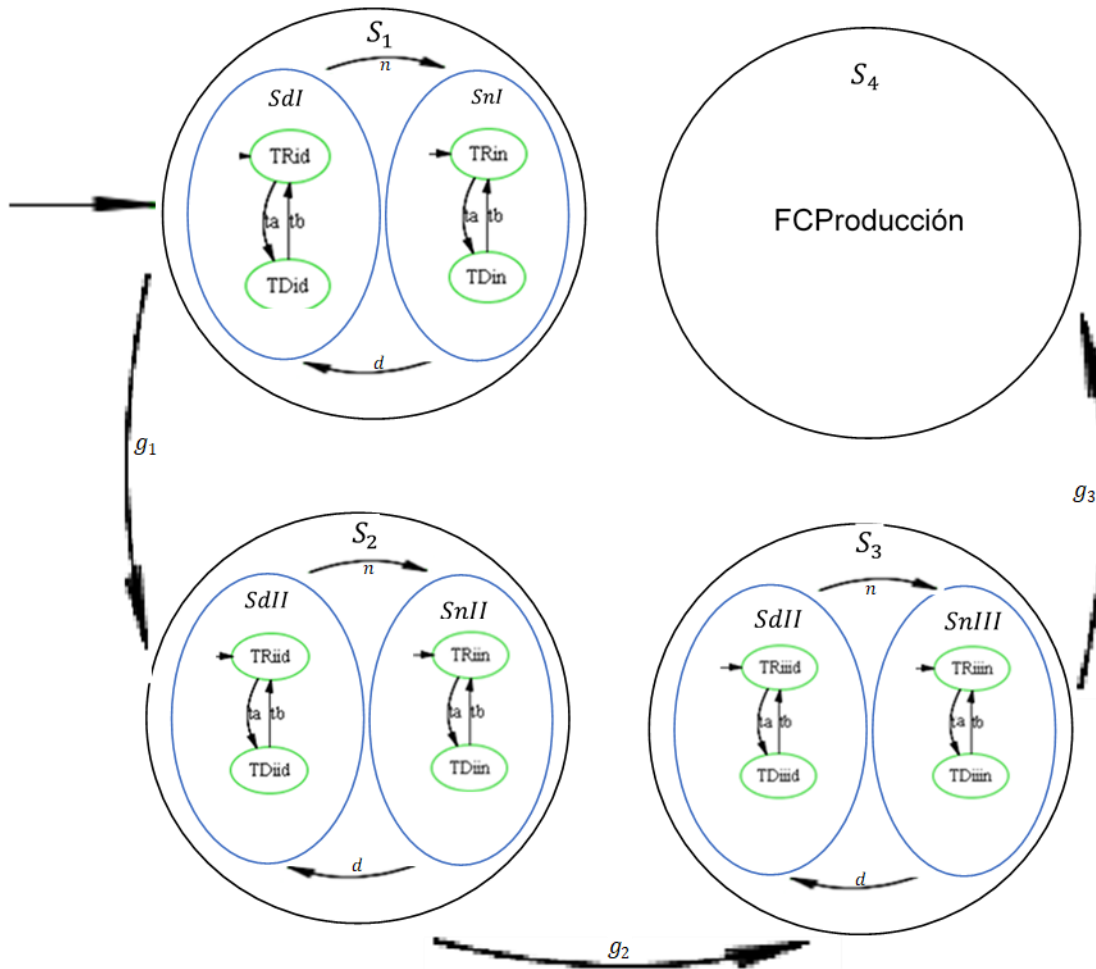 S₁
n
SdI
SnI
TRid
TRin
ta
tb
ta
tb
TDid
TDin
d
S₄
FCProducción
g₁
g₃
S₂
n
SdII
SnII
TRiid
TRiin
ta
tb
ta
tb
TDiid
TDiin
d
S₃
n
SdII
SnIII
TRiiid
TRiiin
ta
tb
ta
tb
TDiiid
TDiiin
d
g₂